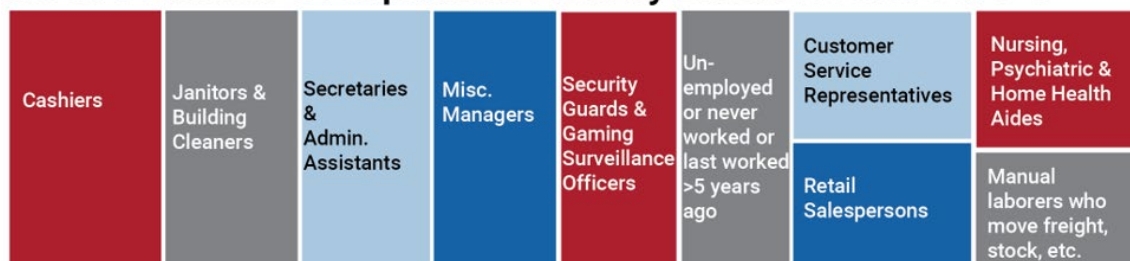 Cashiers
Janitors &
Building
Cleaners
Secretaries
&
Admin.
Assistants
Misc.
Managers
Security
Guards &
Gaming
Surveillance
Officers
Un-
employed
or never
worked or
last worked
>5 years
ago
Customer
Service
Representatives
Retail
Salespersons
Nursing,
Psychiatric &
Home Health
Aides
Manual
laborers who
move freight,
stock, etc.